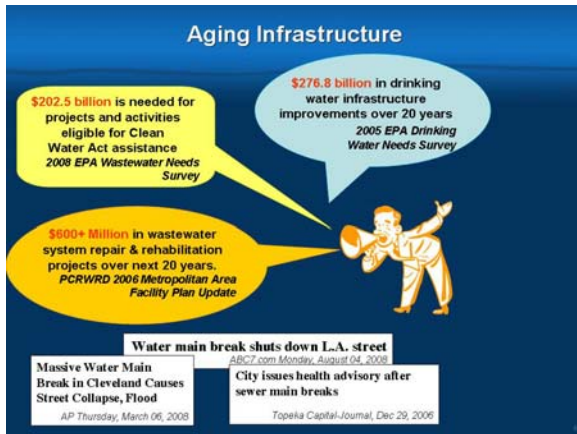 Aging Infrastructure
$202.5 billion is needed for
projects and activities
eligible for Clean
Water Act assistance
2008 EPA Wastewater Needs
Survey
$276.8 billion in drinking
water infrastructure
improvements over 20 years
2005 EPA Drinking
Water Needs Survey
$600+ Million in wastewater
system repair & rehabilitation
projects over next 20 years.
PCRWRD 2006 Metropolitan Area
Facility Plan Update
Water main break shuts down L.A. street
ABC7.com Monday, August 04, 2008
Massive Water Main
Break in Cleveland Causes
Street Collapse, Flood
AP Thursday, March 06, 2008
City issues health advisory after
sewer main breaks
Topeka Capital-Journal, Dec 29, 2006